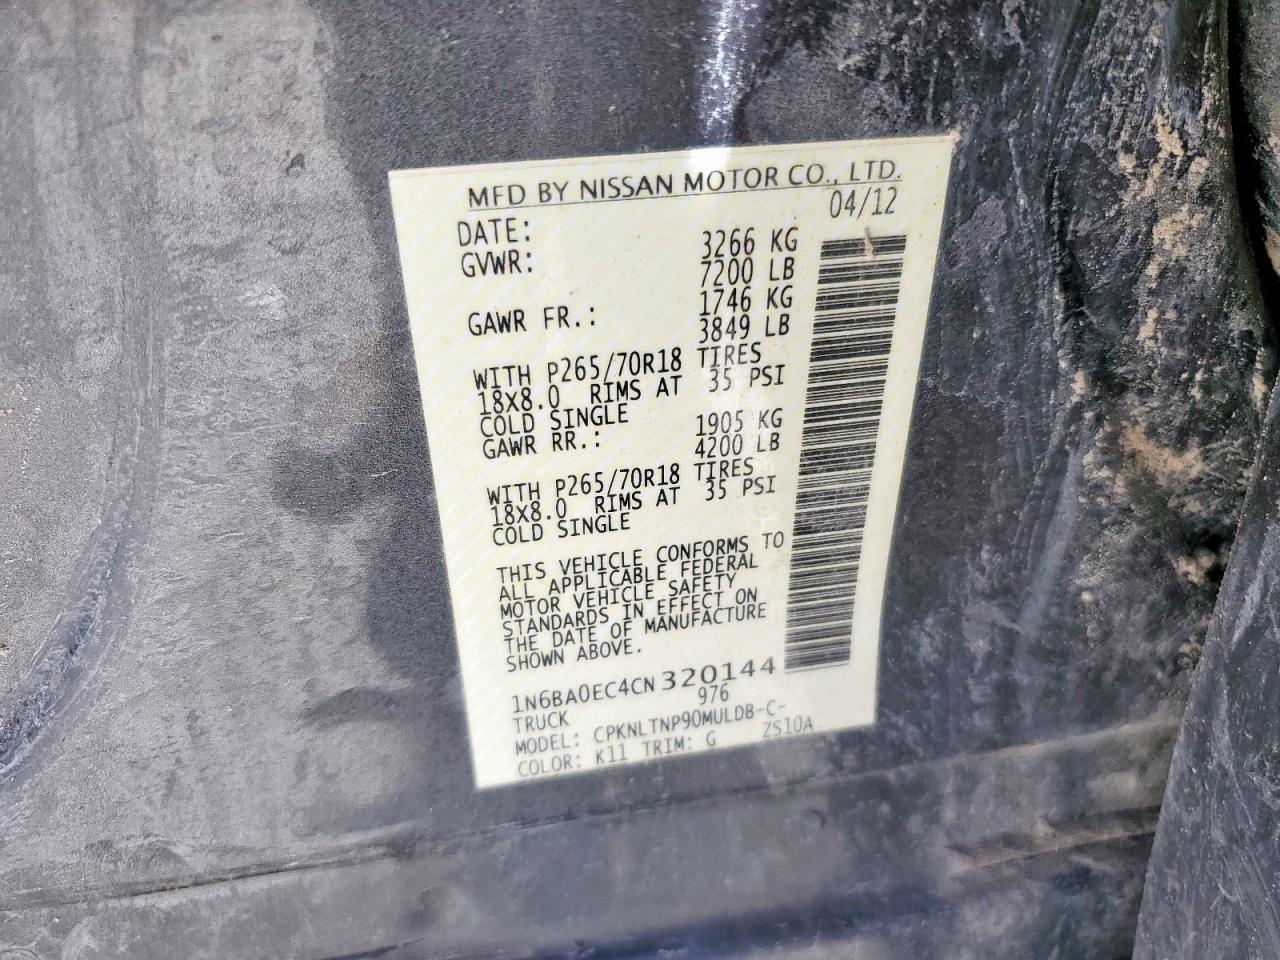 MFD BY NISSAN MOTOR CO., LTD.
DATE: 04/12
GVWR: 3266 KG
7200 LB
GAWR FR.: 1746 KG
3849 LB
WITH P265/70R18 TIRES
18X8.0 RIMS AT 35 PSI
COLD SINGLE
GAWR RR.: 1905 KG
4200 LB
WITH P265/70R18 TIRES
18X8.0 RIMS AT 35 PSI
COLD SINGLE
THIS VEHICLE CONFORMS TO
ALL APPLICABLE FEDERAL
MOTOR VEHICLE SAFETY
STANDARDS IN EFFECT ON
THE DATE OF MANUFACTURE
SHOWN ABOVE.
1N6BA0EC4CN320144
TRUCK 976
MODEL: CPKNLTNP90MULDB-C-
COLOR: K11 TRIM: G ZS10A